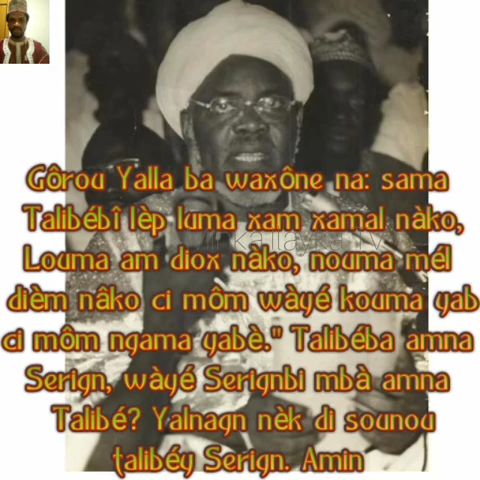 Gôrou Yalla ba waxône na: sama
Talibébî lèp luma xam xamal nàko,
Louma am diox nàko, nouma mél
dièm nâko ci mòm wàyé kouma yab
ci môm ngama yabè." Talibéba amna
Serign, wàyé Serignbi mbà amna
Talibé? Yalnagn nèk di sounou
talibéy Serign. Amin